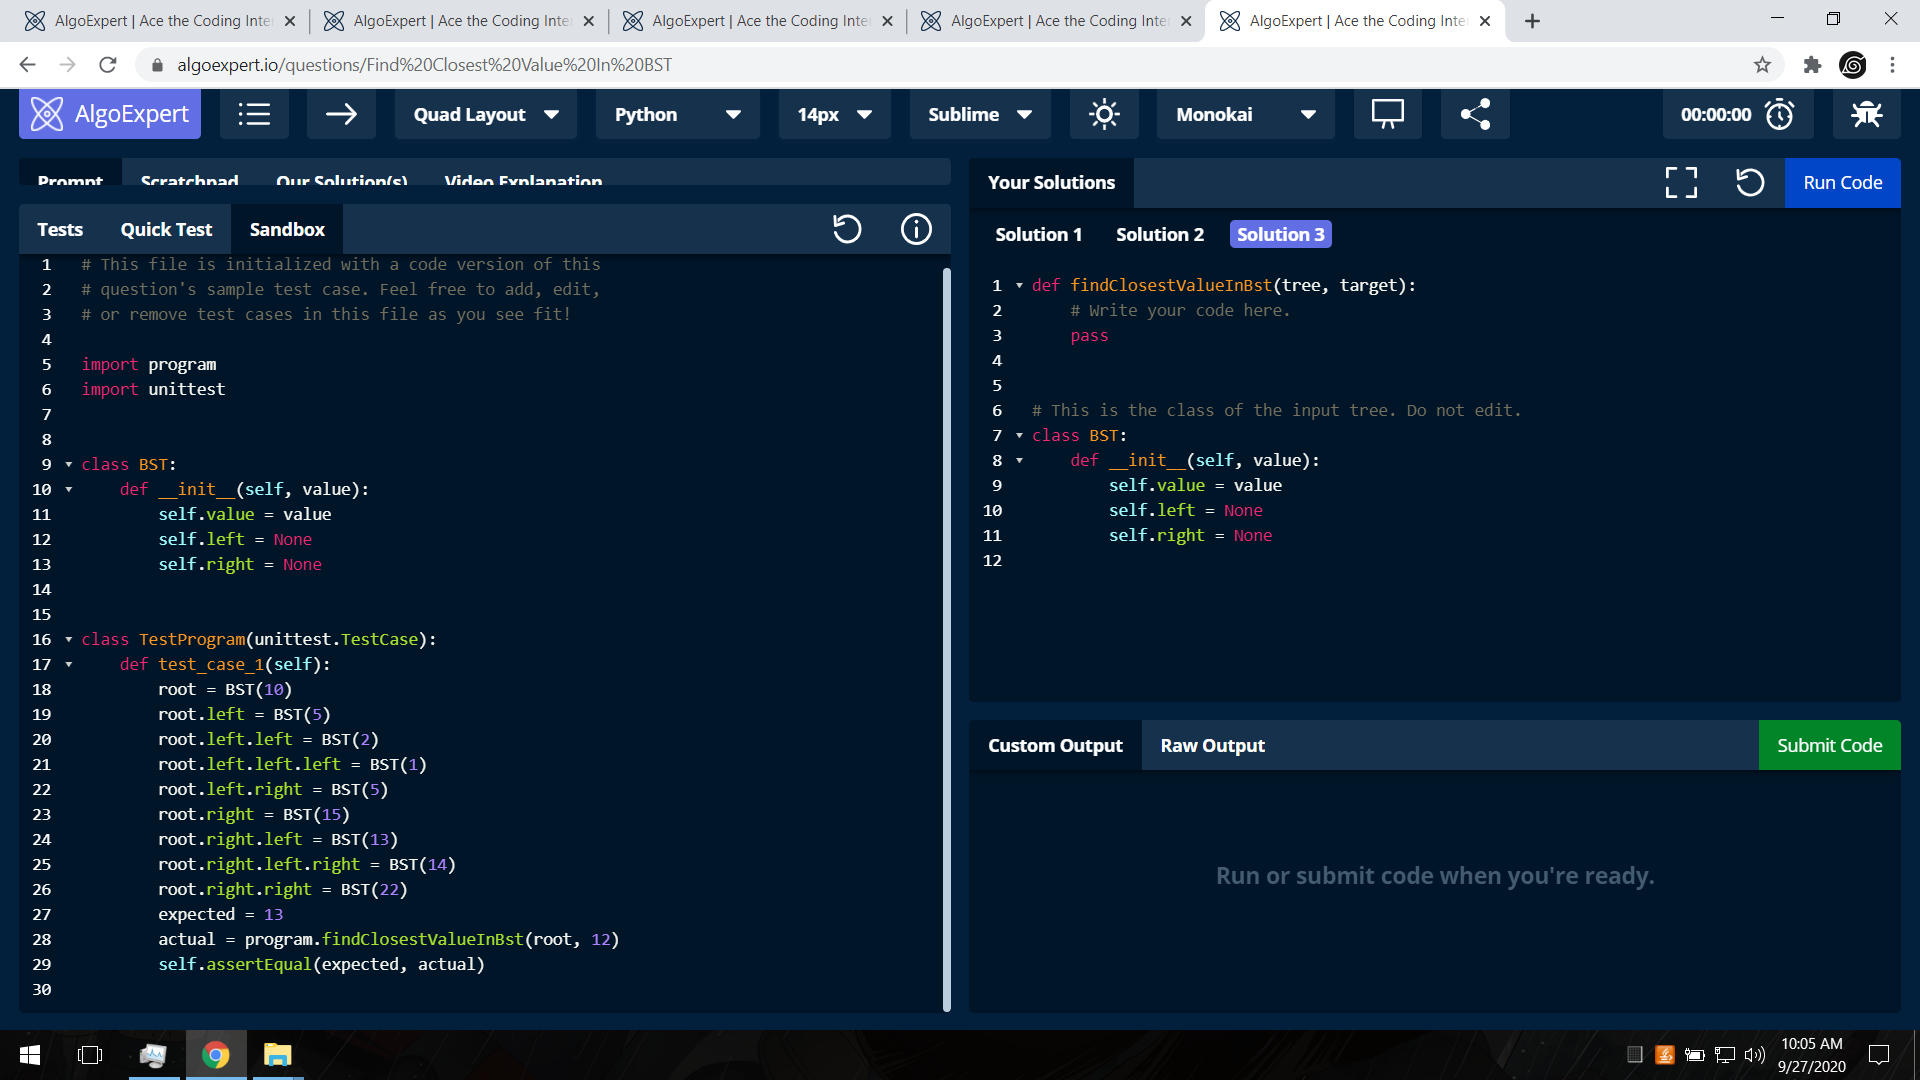 AlgoExpert | Ace the Coding Inte
AlgoExpert | Ace the Coding Inte
AlgoExpert | Ace the Coding Inte
AlgoExpert | Ace the Coding Inte
AlgoExpert | Ace the Coding Inte
algoexpert.io/questions/Find%20Closest%20Value%20In%20BST
AlgoExpert
Quad Layout
Python
14px
Sublime
Monokai
00:00:00
Prompt Scratchpad Our Solution(s) Video Explanation
Tests Quick Test Sandbox
1 # This file is initialized with a code version of this
2 # question's sample test case. Feel free to add, edit,
3 # or remove test cases in this file as you see fit!
4
5 import program
6 import unittest
7
8
9 class BST:
10 def __init__(self, value):
11 self.value = value
12 self.left = None
13 self.right = None
14
15
16 class TestProgram(unittest.TestCase):
17 def test_case_1(self):
18 root = BST(10)
19 root.left = BST(5)
20 root.left.left = BST(2)
21 root.left.left.left = BST(1)
22 root.left.right = BST(5)
23 root.right = BST(15)
24 root.right.left = BST(13)
25 root.right.left.right = BST(14)
26 root.right.right = BST(22)
27 expected = 13
28 actual = program.findClosestValueInBst(root, 12)
29 self.assertEqual(expected, actual)
30
Your Solutions
Run Code
Solution 1 Solution 2 Solution 3
1 def findClosestValueInBst(tree, target):
2 # Write your code here.
3 pass
4
5
6 # This is the class of the input tree. Do not edit.
7 class BST:
8 def __init__(self, value):
9 self.value = value
10 self.left = None
11 self.right = None
12
Custom Output Raw Output
Submit Code
Run or submit code when you're ready.
10:05 AM
9/27/2020